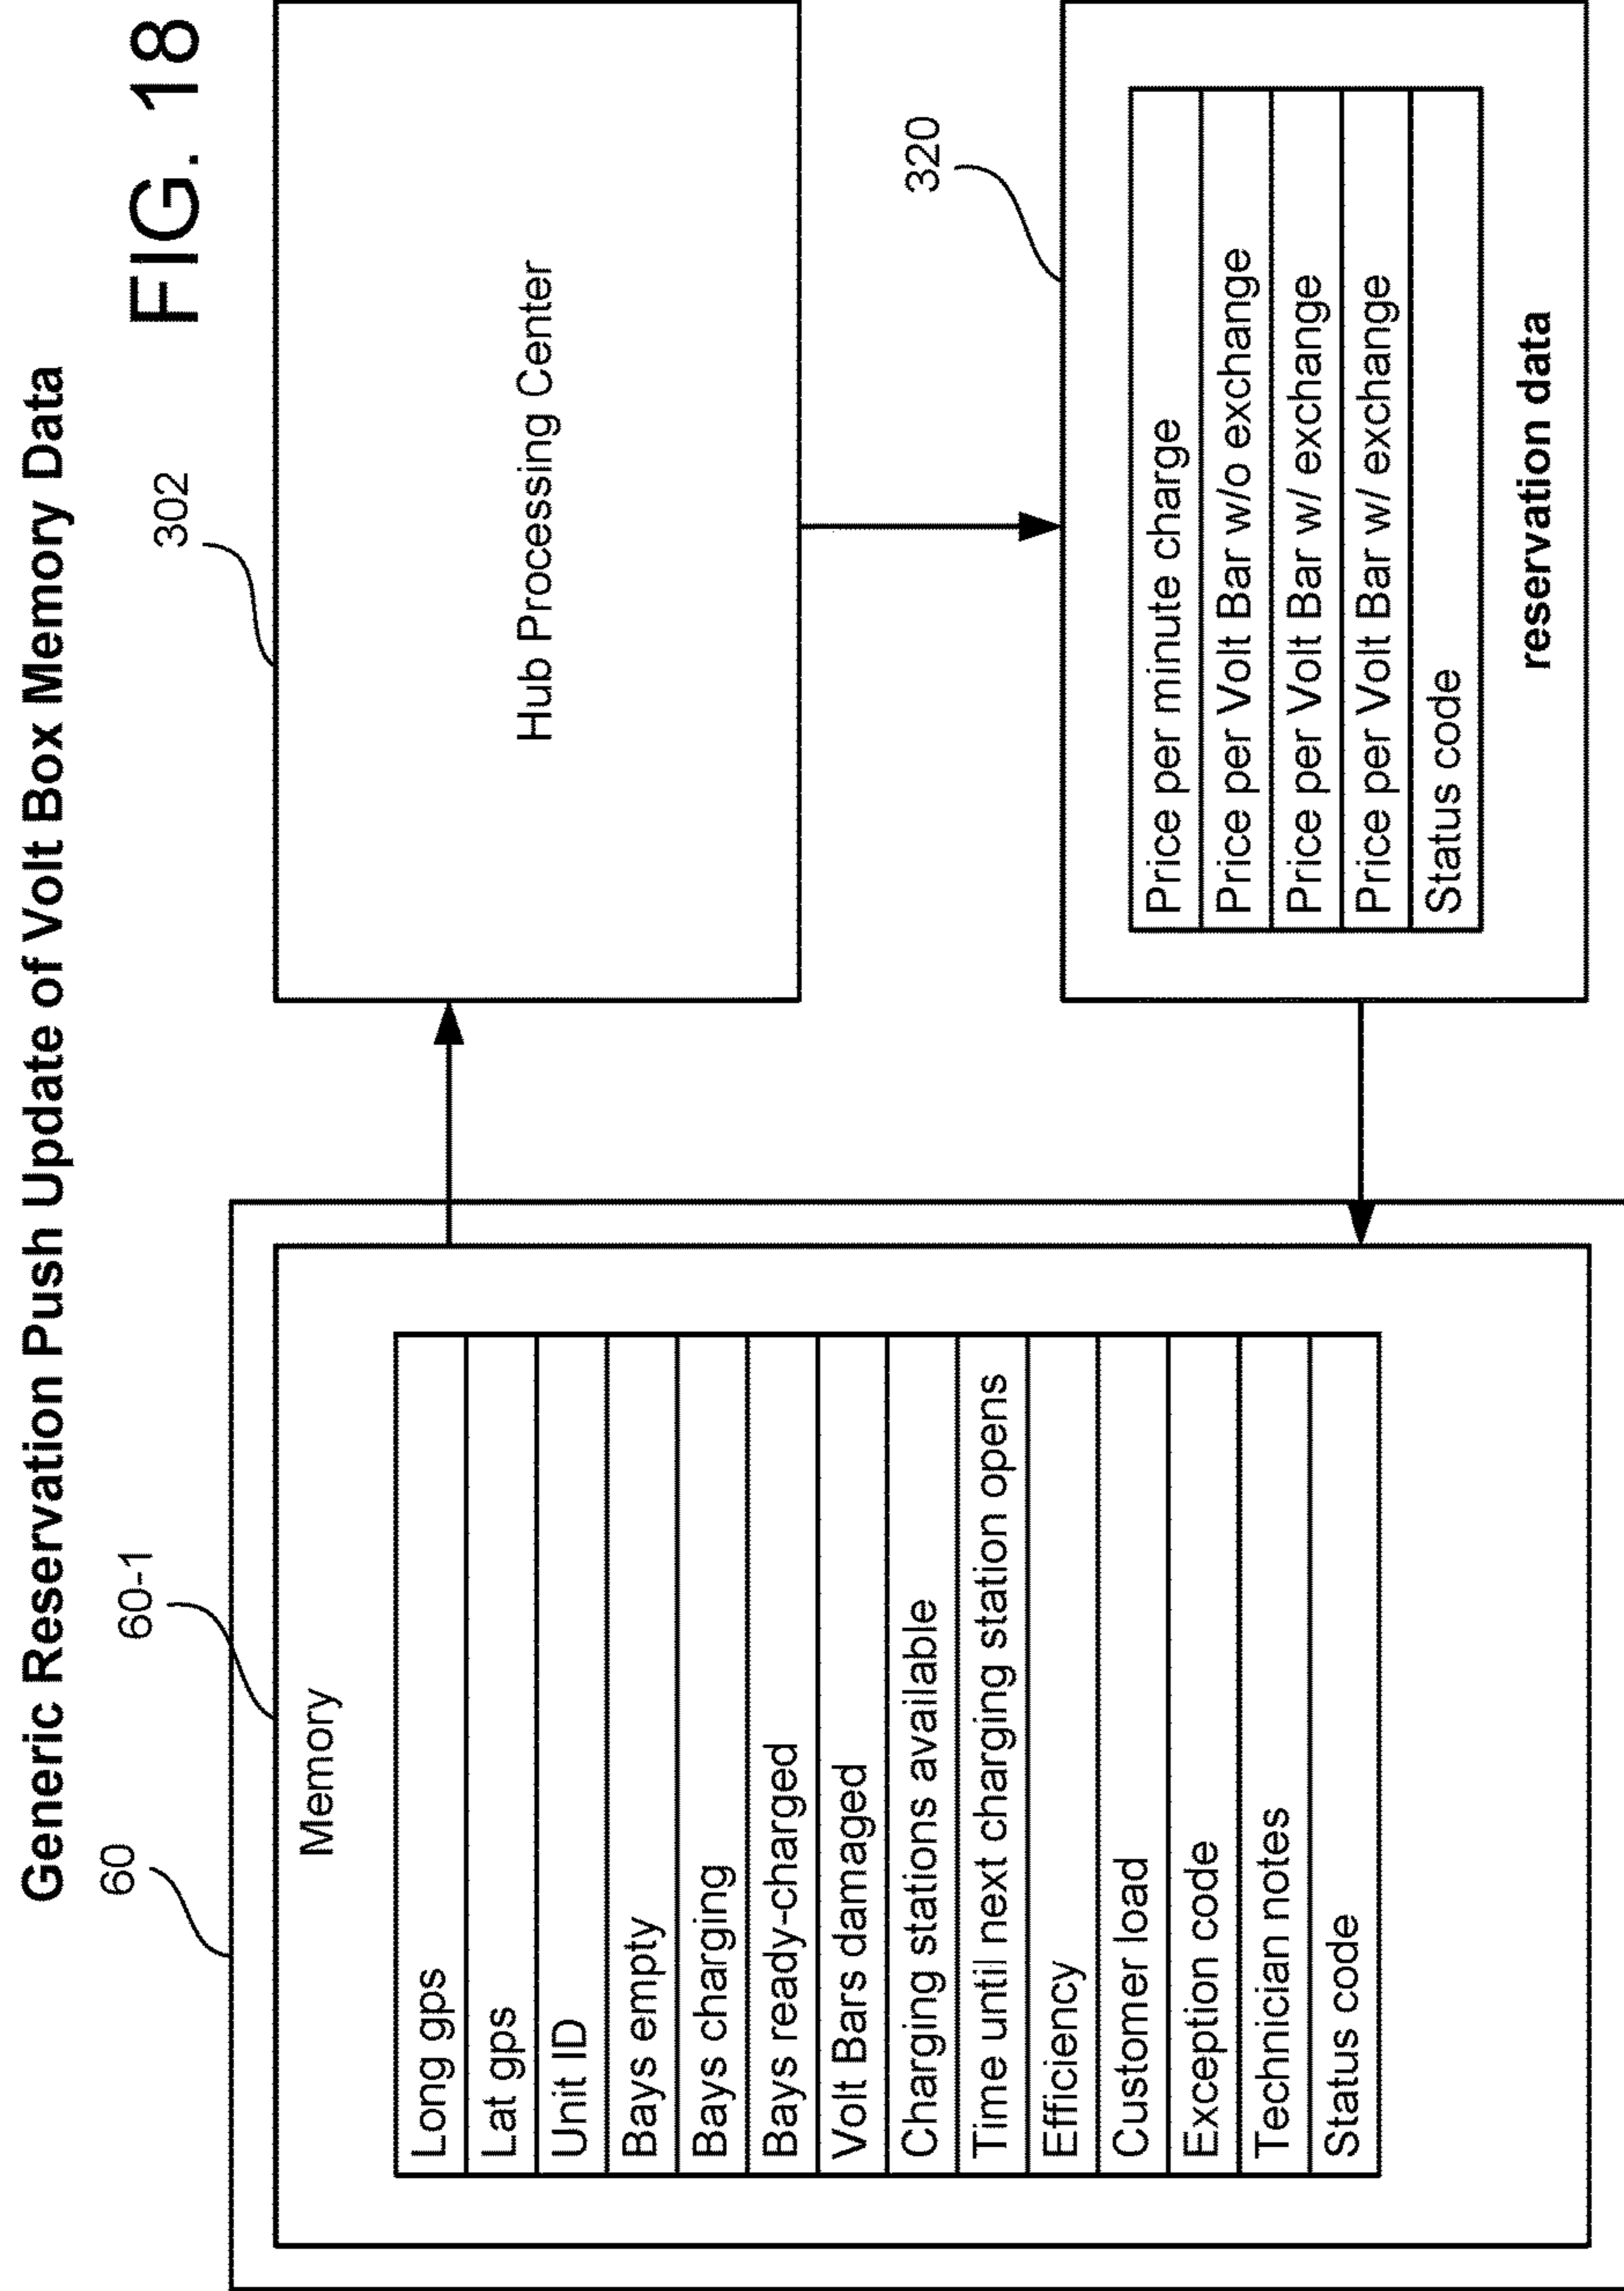 Generic Reservation Push Update of Volt Box Memory Data
FIG. 18
60
60-1
Memory
Long gps
Lat gps
Unit ID
Bays empty
Bays charging
Bays ready-charged
Volt Bars damaged
Charging stations available
Time until next charging station opens
Efficiency
Customer load
Exception code
Technician notes
Status code
302
Hub Processing Center
320
Price per minute charge
Price per Volt Bar w/o exchange
Price per Volt Bar w/ exchange
Price per Volt Bar w/ exchange
Status code
reservation data